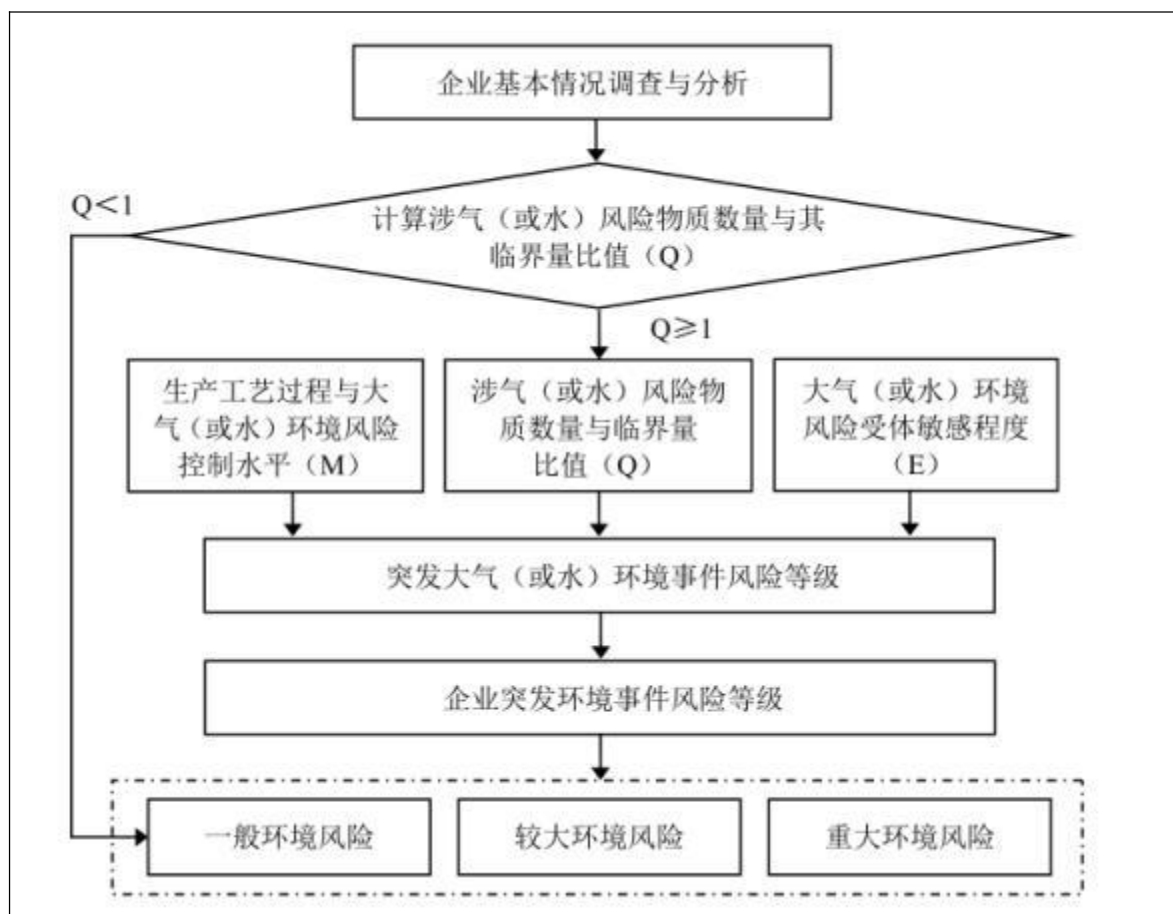 企业基本情况调查与分析
Q＜1
计算涉气（或水）风险物质数量与其
临界量比值（Q）
Q≥1
生产工艺过程与大
气（或水）环境风险
控制水平（M）
涉气（或水）风险物
质数量与临界量
比值（Q）
大气（或水）环境
风险受体敏感程度
（E）
突发大气（或水）环境事件风险等级
企业突发环境事件风险等级
一般环境风险
较大环境风险
重大环境风险